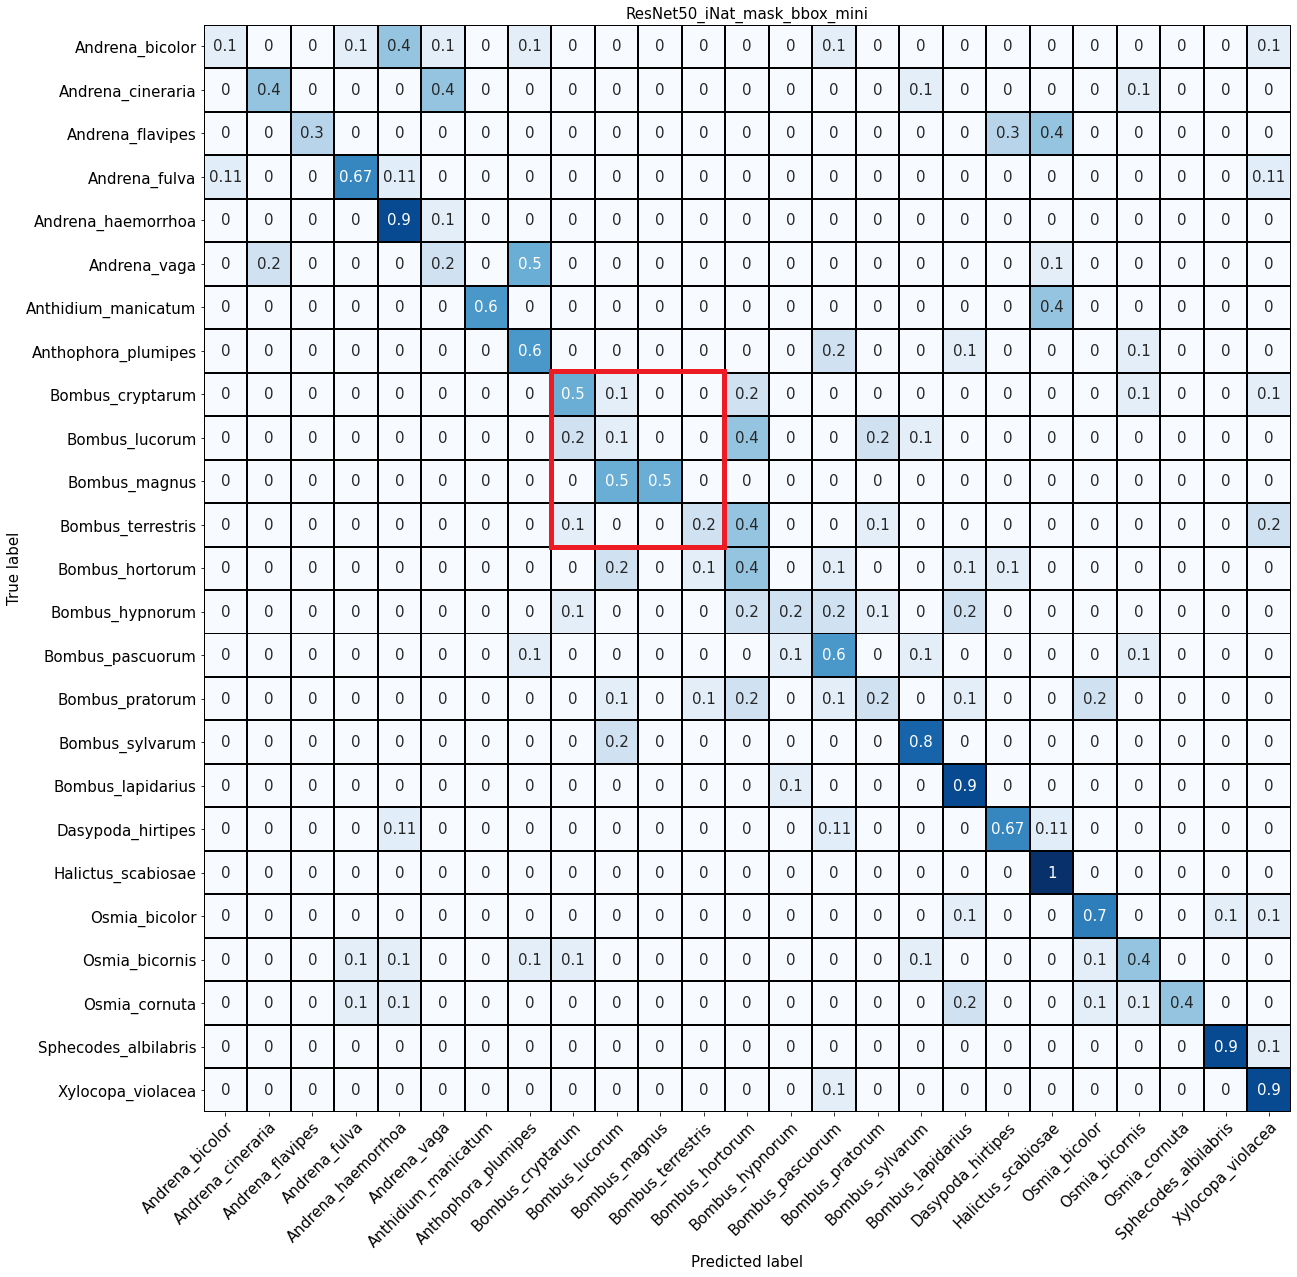 ResNet50_iNat_mask_bbox_mini
Andrena_bicolor 0.1 0 0 0.1 0.4 0.1 0 0.1 0 0 0 0 0 0 0.1 0 0 0 0 0 0 0 0 0 0.1
Andrena_cineraria 0 0.4 0 0 0 0.4 0 0 0 0 0 0 0 0 0 0 0.1 0 0 0 0 0.1 0 0 0
Andrena_flavipes 0 0 0.3 0 0 0 0 0 0 0 0 0 0 0 0 0 0 0 0.3 0.4 0 0 0 0 0
Andrena_fulva 0.11 0 0 0.67 0.11 0 0 0 0 0 0 0 0 0 0 0 0 0 0 0 0 0 0 0 0.11
Andrena_haemorrhoa 0 0 0 0 0.9 0.1 0 0 0 0 0 0 0 0 0 0 0 0 0 0 0 0 0 0 0
Andrena_vaga 0 0.2 0 0 0 0.2 0 0.5 0 0 0 0 0 0 0 0 0 0 0 0.1 0 0 0 0 0
Anthidium_manicatum 0 0 0 0 0 0 0.6 0 0 0 0 0 0 0 0 0 0 0 0 0.4 0 0 0 0 0
Anthophora_plumipes 0 0 0 0 0 0 0 0.6 0 0 0 0 0 0 0.2 0 0 0.1 0 0 0 0.1 0 0 0
Bombus_cryptarum 0 0 0 0 0 0 0 0 0.5 0.1 0 0 0.2 0 0 0 0 0 0 0 0 0.1 0 0 0.1
Bombus_lucorum 0 0 0 0 0 0 0 0 0.2 0.1 0 0 0.4 0 0 0.2 0.1 0 0 0 0 0 0 0 0
Bombus_magnus 0 0 0 0 0 0 0 0 0 0.5 0.5 0 0 0 0 0 0 0 0 0 0 0 0 0 0
Bombus_terrestris 0 0 0 0 0 0 0 0 0.1 0 0 0.2 0.4 0 0 0.1 0 0 0 0 0 0 0 0 0.2
Bombus_hortorum 0 0 0 0 0 0 0 0 0 0.2 0 0.1 0.4 0 0.1 0 0 0.1 0.1 0 0 0 0 0 0
Bombus_hypnorum 0 0 0 0 0 0 0 0 0.1 0 0 0 0.2 0.2 0.2 0.1 0 0.2 0 0 0 0 0 0 0
Bombus_pascuorum 0 0 0 0 0 0 0 0.1 0 0 0 0 0 0.1 0.6 0 0.1 0 0 0 0 0.1 0 0 0
Bombus_pratorum 0 0 0 0 0 0 0 0 0 0.1 0 0.1 0.2 0 0.1 0.2 0 0.1 0 0 0.2 0 0 0 0
Bombus_sylvarum 0 0 0 0 0 0 0 0 0 0.2 0 0 0 0 0 0 0.8 0 0 0 0 0 0 0 0
Bombus_lapidarius 0 0 0 0 0 0 0 0 0 0 0 0 0 0.1 0 0 0 0.9 0 0 0 0 0 0 0
Dasypoda_hirtipes 0 0 0 0 0.11 0 0 0 0 0 0 0 0 0 0.11 0 0 0 0.67 0.11 0 0 0 0 0
Halictus_scabiosae 0 0 0 0 0 0 0 0 0 0 0 0 0 0 0 0 0 0 0 1 0 0 0 0 0
Osmia_bicolor 0 0 0 0 0 0 0 0 0 0 0 0 0 0 0 0 0 0.1 0 0 0.7 0 0 0.1 0.1
Osmia_bicornis 0 0 0 0.1 0.1 0 0 0.1 0.1 0 0 0 0 0 0 0 0.1 0 0 0 0.1 0.4 0 0 0
Osmia_cornuta 0 0 0 0.1 0.1 0 0 0 0 0 0 0 0 0 0 0 0 0.2 0 0 0.1 0.1 0.4 0 0
Sphecodes_albilabris 0 0 0 0 0 0 0 0 0 0 0 0 0 0 0 0 0 0 0 0 0 0 0 0.9 0.1
Xylocopa_violacea 0 0 0 0 0 0 0 0 0 0 0 0 0 0 0.1 0 0 0 0 0 0 0 0 0 0.9
True label
Andrena_bicolor
Andrena_cineraria
Andrena_flavipes
Andrena_fulva
Andrena_haemorrhoa
Andrena_vaga
Anthidium_manicatum
Anthophora_plumipes
Bombus_cryptarum
Bombus_lucorum
Bombus_magnus
Bombus_terrestris
Bombus_hortorum
Bombus_hypnorum
Bombus_pascuorum
Bombus_pratorum
Bombus_sylvarum
Bombus_lapidarius
Dasypoda_hirtipes
Halictus_scabiosae
Osmia_bicolor
Osmia_bicornis
Osmia_cornuta
Sphecodes_albilabris
Xylocopa_violacea
Predicted label